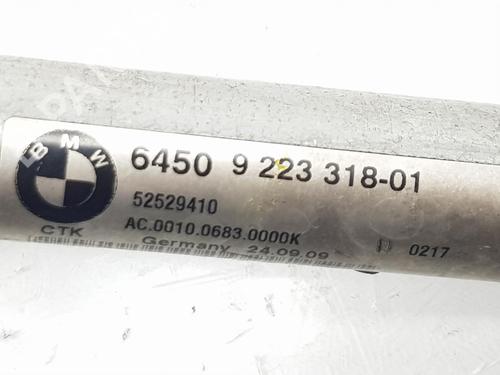 BMW
6450 9 223 318-01
52529410
AC.0010.0683.0000K
CTK
Germany 24.09.09
0217